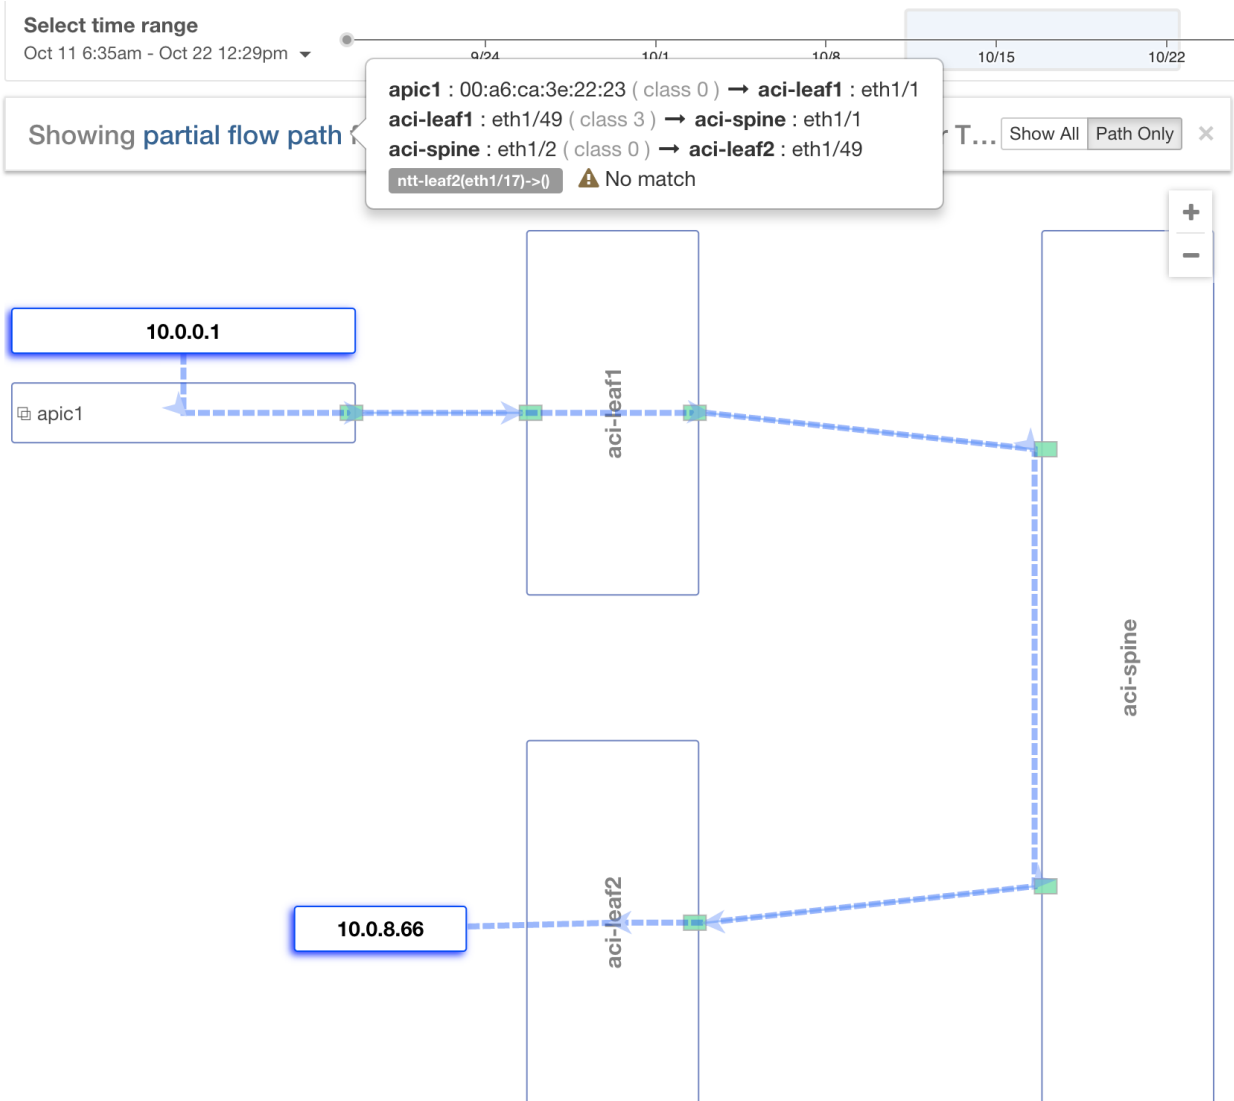 Select time range
Oct 11 6:35am - Oct 22 12:29pm
9/24 10/1 10/8 10/15 10/22
apic1 : 00:a6:ca:3e:22:23 ( class 0 ) → aci-leaf1 : eth1/1
aci-leaf1 : eth1/49 ( class 3 ) → aci-spine : eth1/1
aci-spine : eth1/2 ( class 0 ) → aci-leaf2 : eth1/49
ntt-leaf2(eth1/17)->() No match
Showing partial flow path
T... Show All Path Only ×
+
−
10.0.0.1
apic1
aci-leaf1
aci-spine
aci-leaf2
10.0.8.66